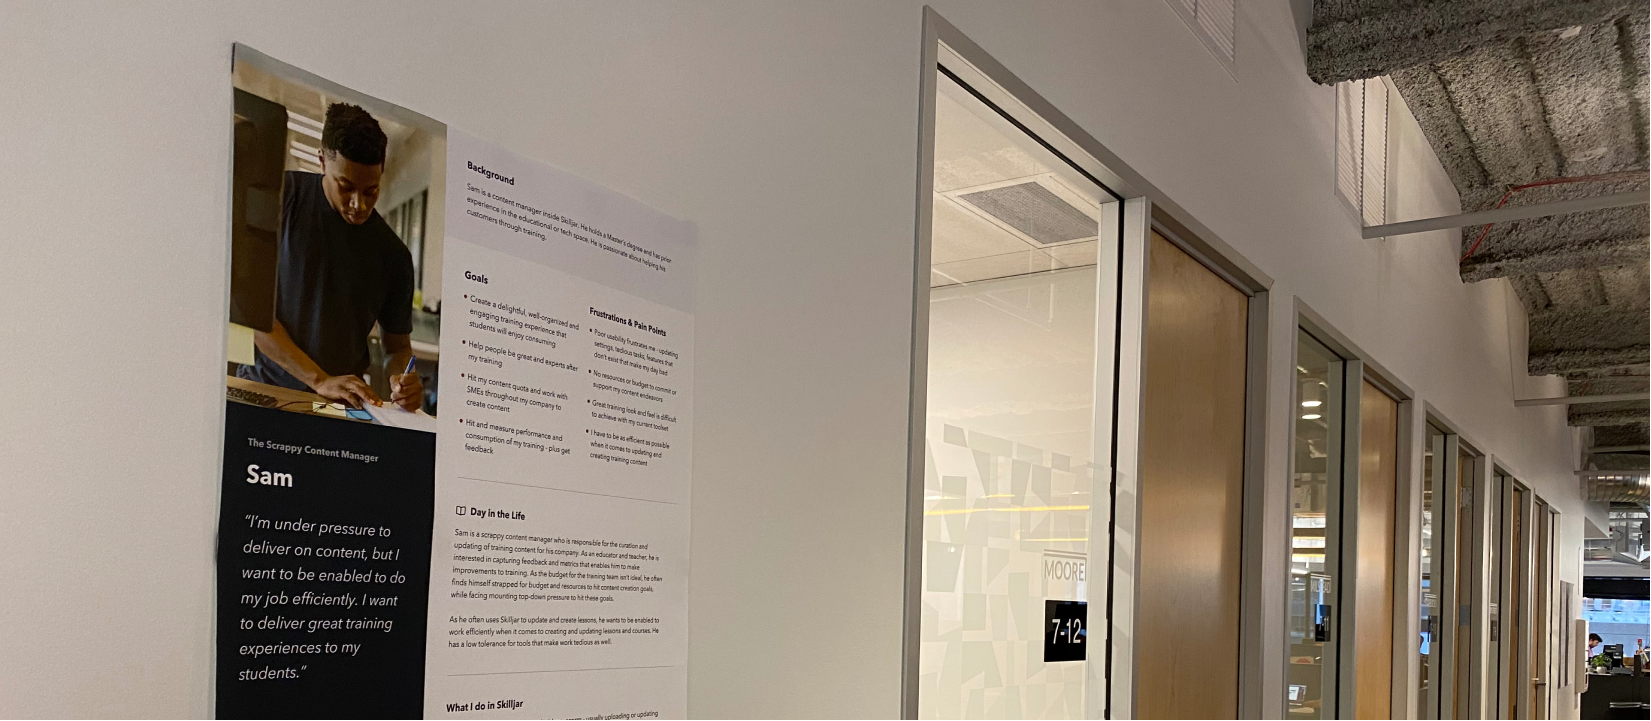 The Scrappy Content Manager
Sam
“I’m under pressure to
deliver on content, but I
want to be enabled to do
my job efficiently. I want
to deliver great training
experiences to my
students.“
Background
Sam is a content manager inside Skilljar. He holds a Master's degree and has prior
experience in the educational or tech space. He is passionate about helping his
customers through training.
Goals
• Create a delightful, well-organized and
engaging training experience that
students will enjoy consuming
• Help people be great and experts after
my training
• Hit my content quota and work with
SMEs throughout my company to
create content
• Hit and measure performance and
consumption of my training - plus get
feedback
Frustrations & Pain Points
• Poor usability frustrates me - updating
settings, tedious tasks, features that
don't exist that make my day bad
• No resources or budget to commit or
support my content endeavors
• Great training look and feel is difficult
to achieve with my current toolset
• I have to be as efficient as possible
when it comes to updating and
creating training content
Day in the Life
Sam is a scrappy content manager who is responsible for the curation and
updating of training content for his company. As an educator and teacher, he is
interested in capturing feedback and metrics that enables him to make
improvements to training. As the budget for the training team isn't ideal, he often
finds himself strapped for budget and resources to hit content creation goals,
while facing mounting top-down pressure to hit these goals.
As he often uses Skilljar to update and create lessons, he wants to be enabled to
work efficiently when it comes to creating and updating lessons and courses. He
has a low tolerance for tools that make work tedious as well.
What I do in Skilljar
usually uploading or updating
MOORE
7-12